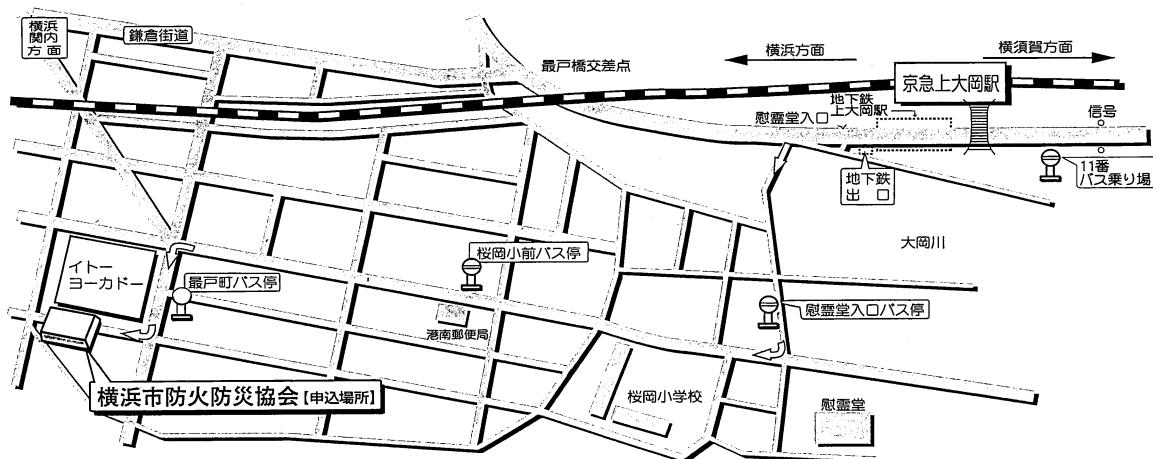 横浜
関内
方面
鎌倉街道
最戸橋交差点
横浜方面
横須賀方面
京急上大岡駅
地下鉄
上大岡駅
慰霊堂入口
信号
地下鉄
出 口
11番
バス乗り場
大岡川
桜岡小前バス停
イトー
ヨーカドー
最戸町バス停
慰霊堂入口バス停
港南郵便局
横浜市防火防災協会【申込場所】
桜岡小学校
慰霊堂